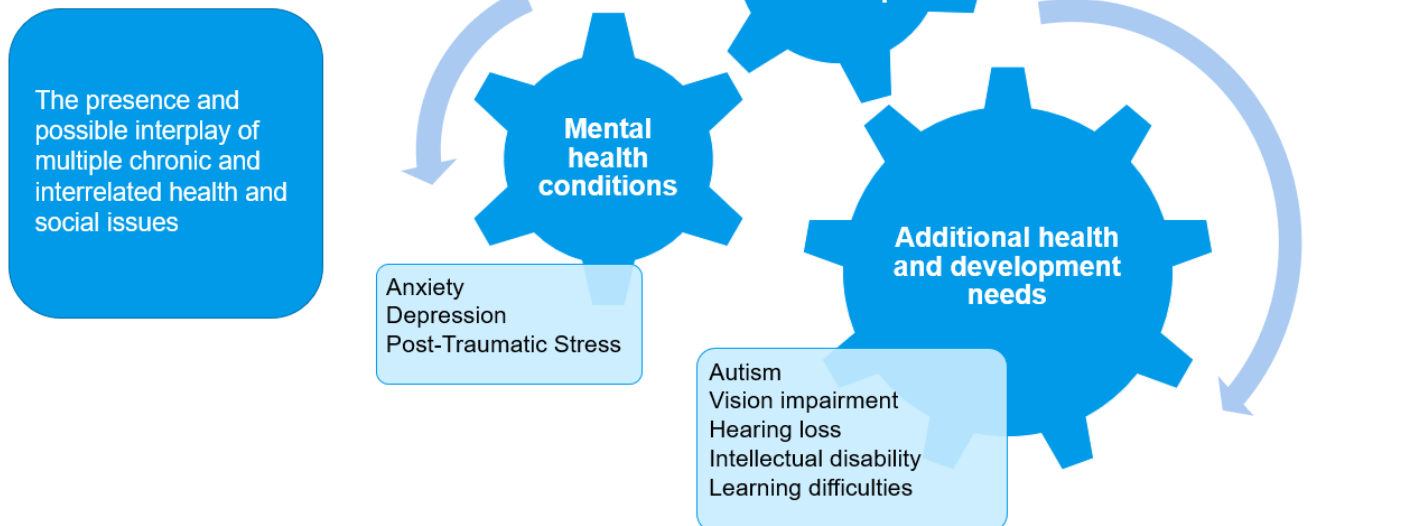 The presence and
possible interplay of
multiple chronic and
interrelated health and
social issues
Mental
health
conditions
Anxiety
Depression
Post-Traumatic Stress
Additional health
and development
needs
Autism
Vision impairment
Hearing loss
Intellectual disability
Learning difficulties